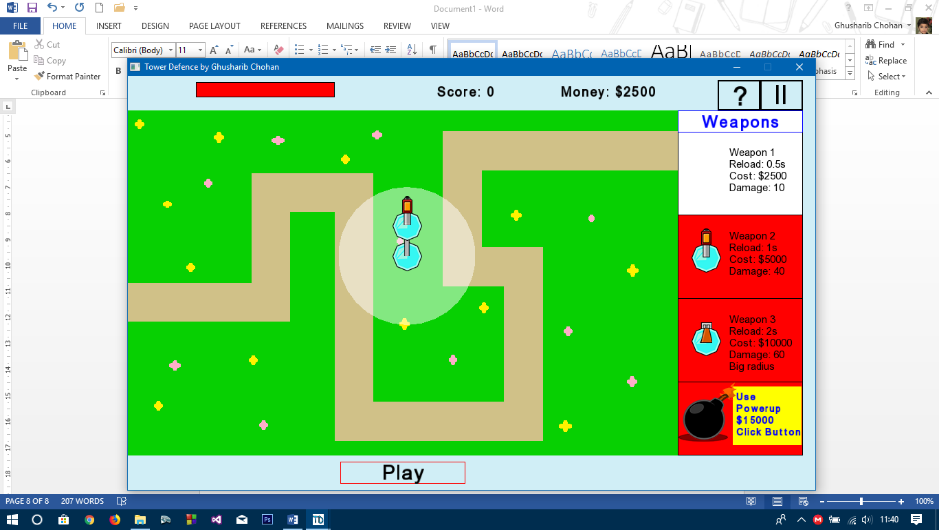 Document1 - Word
FILE HOME INSERT DESIGN PAGE LAYOUT REFERENCES MAILINGS REVIEW VIEW
Ghusharib Chohan
Paste
Cut
Copy
Format Painter
Clipboard
Calibri (Body) 11
Aa
B
AaBbCcDc AaBbCcDc AaBbC AaBbCcC AaB AaBbCcC AaBbCcDc AaBbCcDc
Find
Replace
Select
Editing
Tower Defence by Ghusharib Chohan
Score: 0 Money: $2500 ? II
Weapons
Weapon 1
Reload: 0.5s
Cost: $2500
Damage: 10
Weapon 2
Reload: 1s
Cost: $5000
Damage: 40
Weapon 3
Reload: 2s
Cost: $10000
Damage: 60
Big radius
Use
Powerup
$15000
Click Button
Play
PAGE 8 OF 8 207 WORDS 100%
11:40